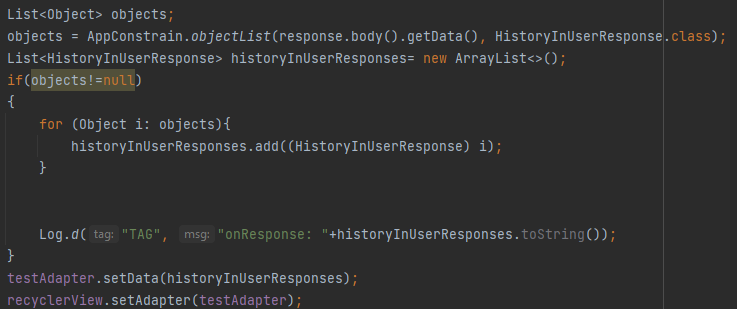 List<Object> objects;
objects = AppConstrain.objectList(response.body().getData(), HistoryInUserResponse.class);
List<HistoryInUserResponse> historyInUserResponses= new ArrayList<>();
if(objects!=null)
{
for (Object i: objects){
historyInUserResponses.add((HistoryInUserResponse) i);
}
Log.d( tag: "TAG", msg: "onResponse: "+historyInUserResponses.toString());
}
testAdapter.setData(historyInUserResponses);
recyclerView.setAdapter(testAdapter);